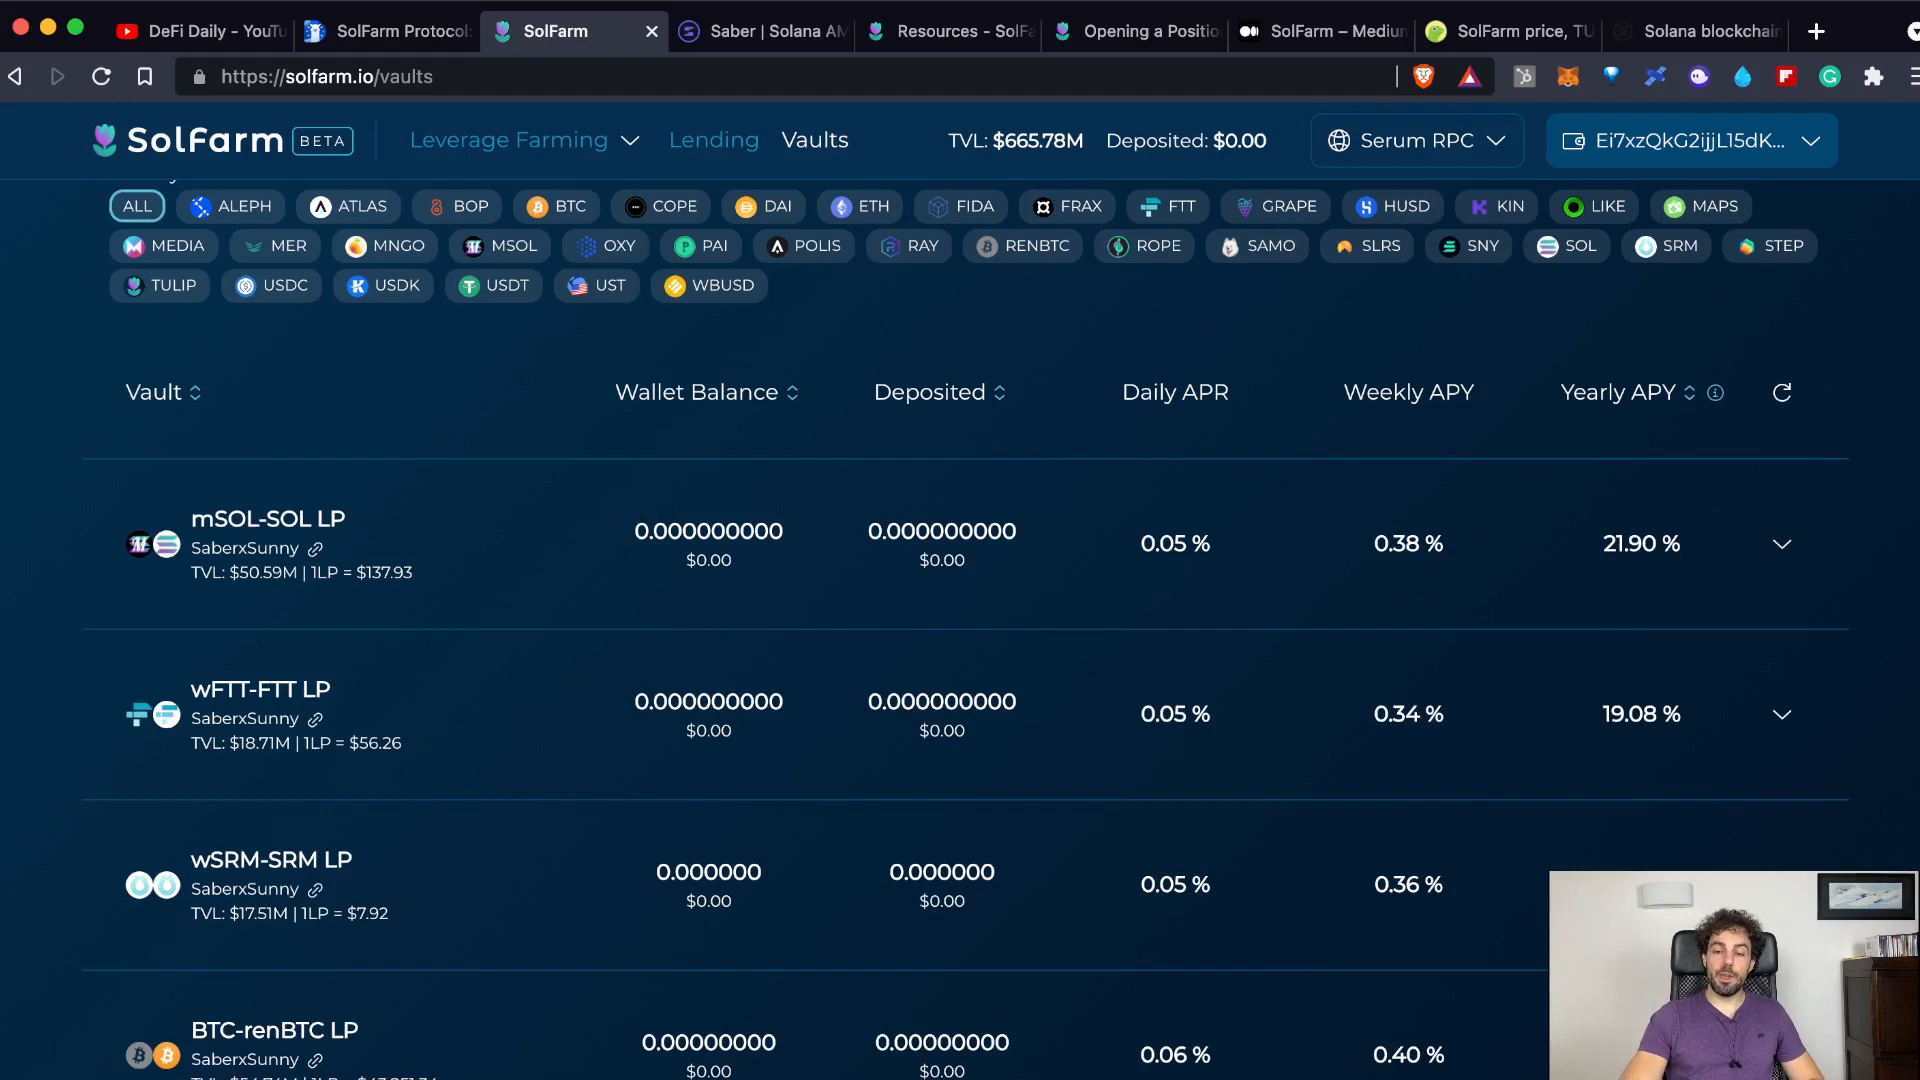 DeFi Daily - YouTu
SolFarm Protocol:
SolFarm
Saber | Solana AM
Resources - SolFa
Opening a Positio
SolFarm – Medium
SolFarm price, TU
Solana blockchain
https://solfarm.io/vaults
SolFarm BETA
Leverage Farming
Lending
Vaults
TVL: $665.78M
Deposited: $0.00
Serum RPC
Ei7xzQkG2ijjL15dK...
ALL ALEPH ATLAS BOP BTC COPE DAI ETH FIDA FRAX FTT GRAPE HUSD KIN LIKE MAPS
MEDIA MER MNGO MSOL OXY PAI POLIS RAY RENBTC ROPE SAMO SLRS SNY SOL SRM STEP
TULIP USDC USDK USDT UST WBUSD
Vault Wallet Balance Deposited Daily APR Weekly APY Yearly APY
mSOL-SOL LP
SaberxSunny
TVL: $50.59M | 1LP = $137.93
0.000000000
$0.00
0.000000000
$0.00
0.05 %
0.38 %
21.90 %
wFTT-FTT LP
SaberxSunny
TVL: $18.71M | 1LP = $56.26
0.000000000
$0.00
0.000000000
$0.00
0.05 %
0.34 %
19.08 %
wSRM-SRM LP
SaberxSunny
TVL: $17.51M | 1LP = $7.92
0.000000
$0.00
0.000000
$0.00
0.05 %
0.36 %
BTC-renBTC LP
SaberxSunny
0.00000000
$0.00
0.00000000
$0.00
0.06 %
0.40 %